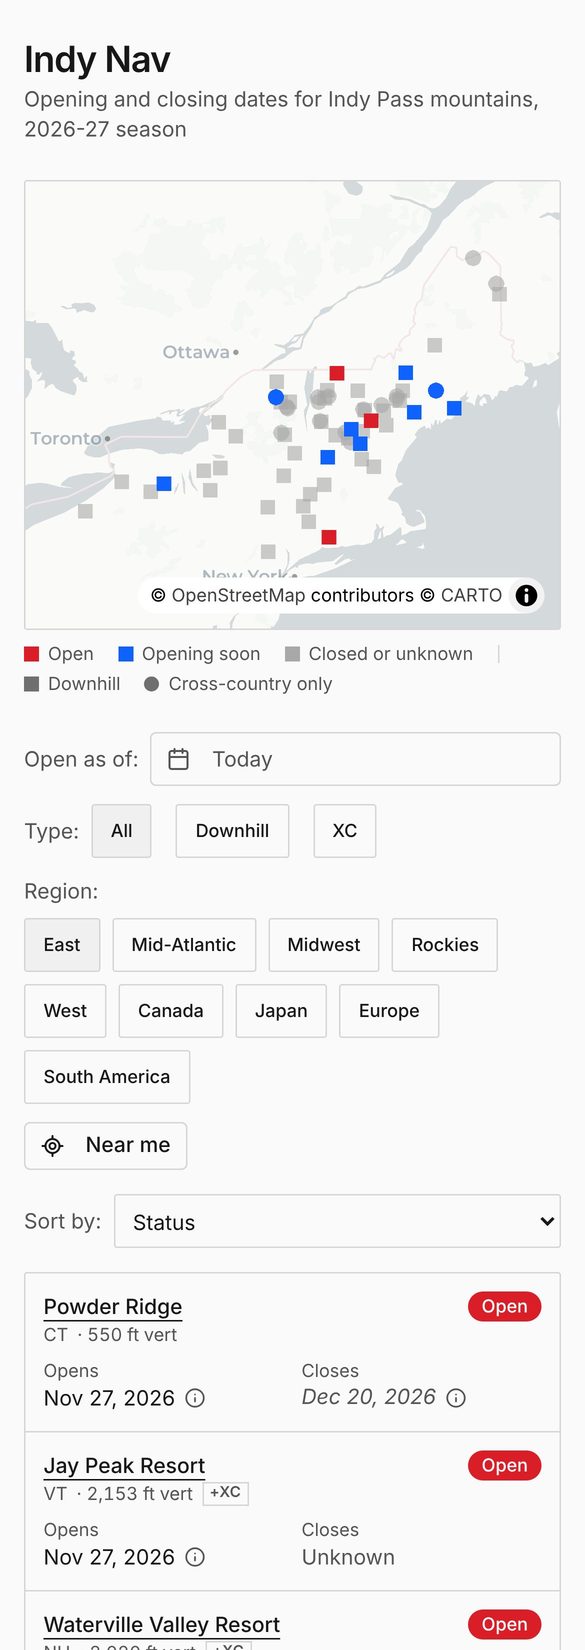 Indy Nav
Opening and closing dates for Indy Pass mountains,
2026-27 season
Ottawa
Toronto
New York
© OpenStreetMap contributors © CARTO
Open
Opening soon
Closed or unknown
Downhill
Cross-country only
Open as of:
Today
Type:
All
Downhill
XC
Region:
East
Mid-Atlantic
Midwest
Rockies
West
Canada
Japan
Europe
South America
Near me
Sort by:
Status
Powder Ridge
Open
CT · 550 ft vert
Opens
Closes
Nov 27, 2026
Dec 20, 2026
Jay Peak Resort
Open
VT · 2,153 ft vert +XC
Opens
Closes
Nov 27, 2026
Unknown
Waterville Valley Resort
Open